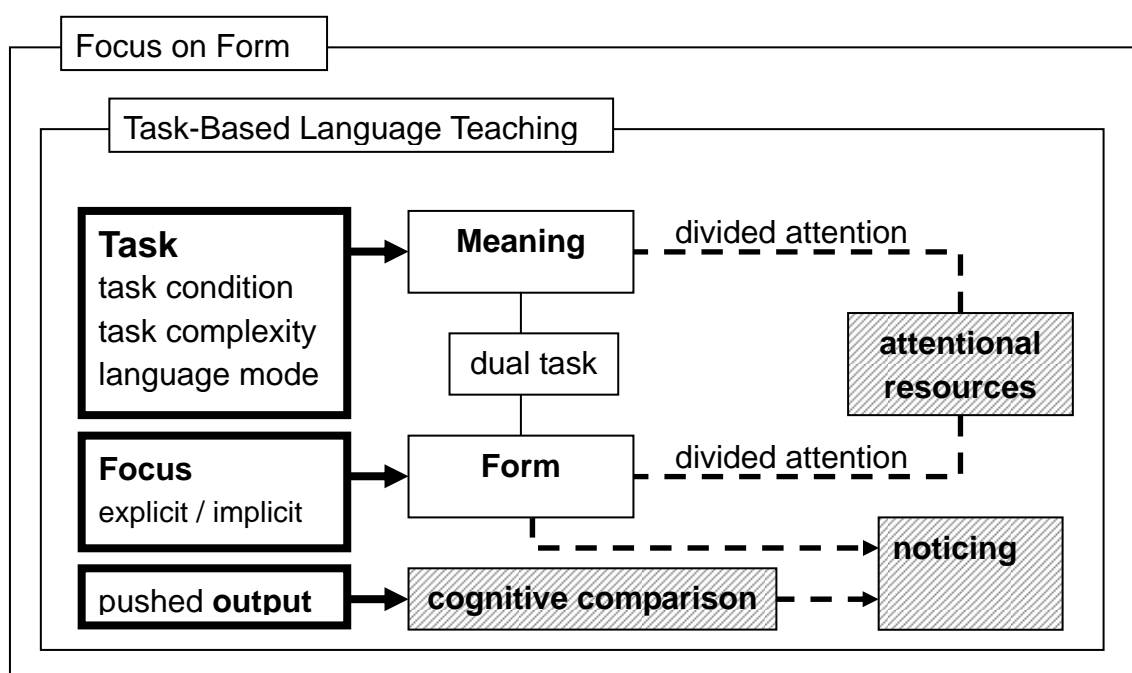 Focus on Form
Task-Based Language Teaching
Task
task condition
task complexity
language mode
Meaning
divided attention
dual task
attentional
resources
Focus
explicit / implicit
Form
divided attention
noticing
pushed output
cognitive comparison